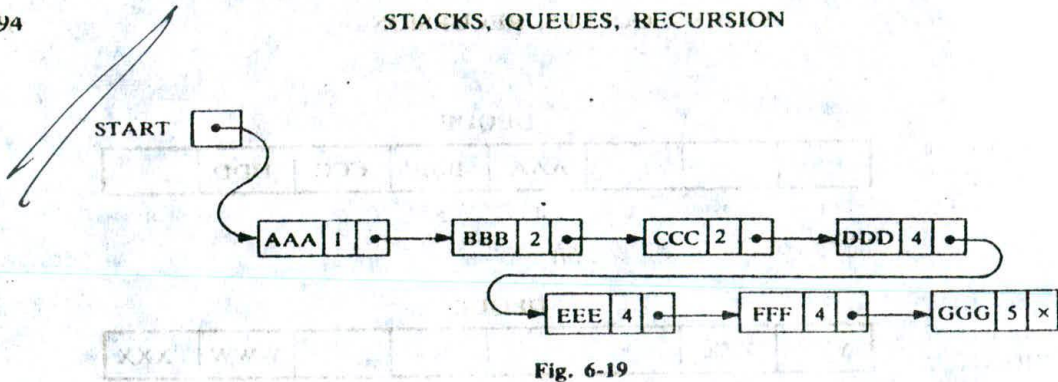 94
STACKS, QUEUES, RECURSION
START
AAA 1
BBB 2
CCC 2
DDD 4
EEE 4
FFF 4
GGG 5 ×
Fig. 6-19